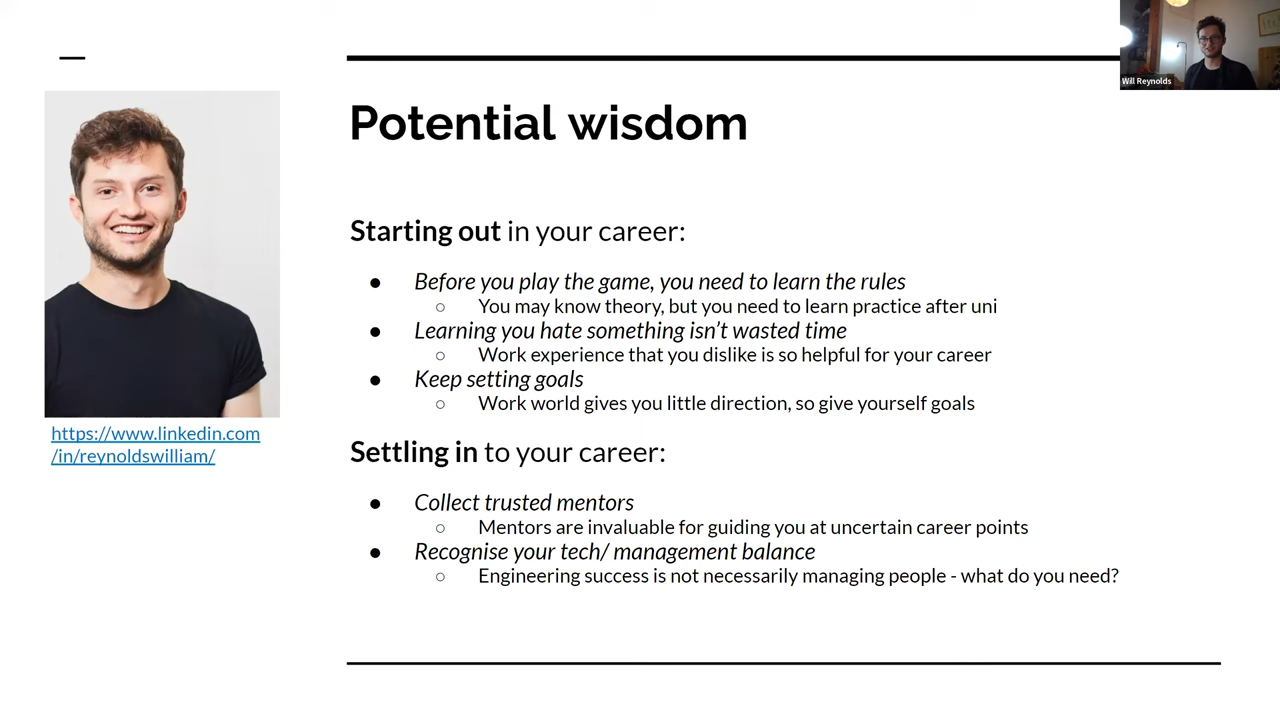 Will Reynolds
Potential wisdom
Starting out in your career:
● Before you play the game, you need to learn the rules
○ You may know theory, but you need to learn practice after uni
● Learning you hate something isn’t wasted time
○ Work experience that you dislike is so helpful for your career
● Keep setting goals
○ Work world gives you little direction, so give yourself goals
https://www.linkedin.com
/in/reynoldswilliam/
Settling in to your career:
● Collect trusted mentors
○ Mentors are invaluable for guiding you at uncertain career points
● Recognise your tech/ management balance
○ Engineering success is not necessarily managing people - what do you need?